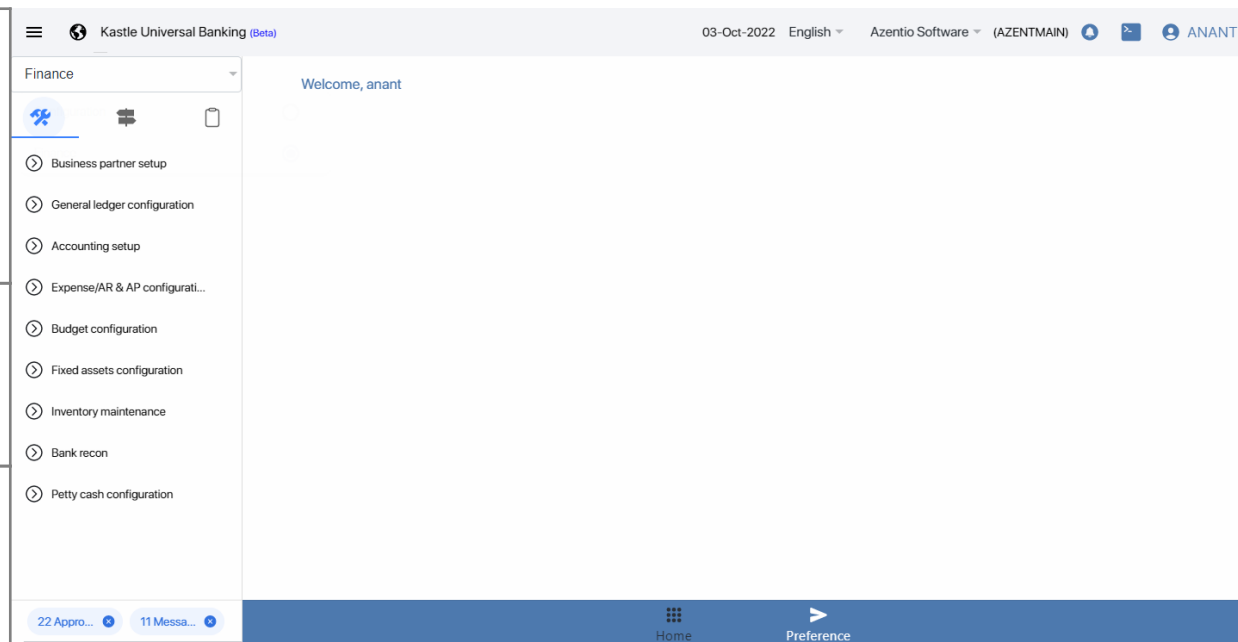 Kastle Universal Banking (Beta)
03-Oct-2022 English Azentio Software (AZENTMAIN) ANANT
Finance
Welcome, anant
Business partner setup
General ledger configuration
Accounting setup
Expense/AR & AP configurati...
Budget configuration
Fixed assets configuration
Inventory maintenance
Bank recon
Petty cash configuration
22 Appro... 11 Messa...
Home Preference